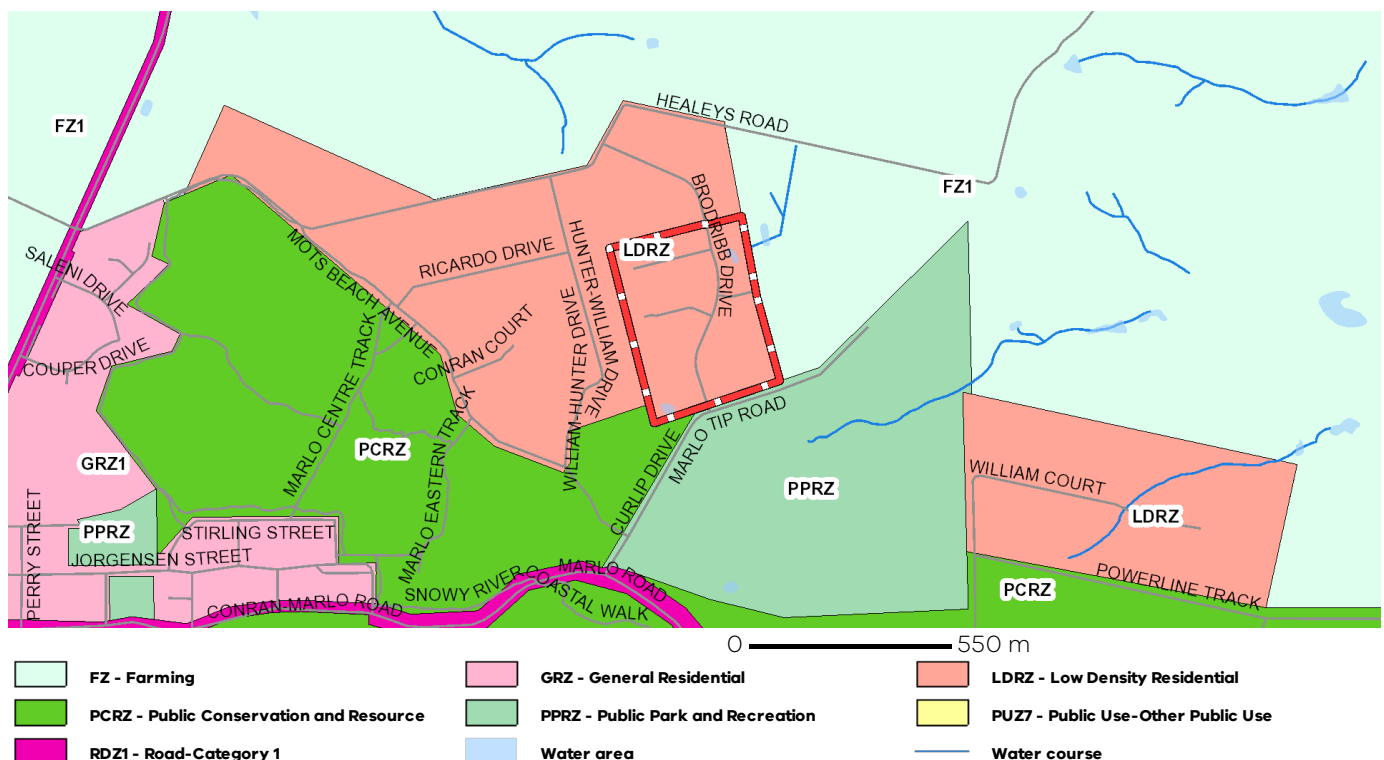 FZ1
HEALEYS ROAD
FZ1
BRODRIBB DRIVE
LDRZ
SALENI DRIVE
MOTS BEACH AVENUE
RICARDO DRIVE
HUNTER-WILLIAM DRIVE
WILLIAM-HUNTER DRIVE
CONRAN COURT
COUPER DRIVE
MARLO CENTRE TRACK
MARLO EASTERN TRACK
MARLO TIP ROAD
CURLIP DRIVE
PCRZ
GRZ1
PPRZ
WILLIAM COURT
LDRZ
PERRY STREET
PPRZ
STIRLING STREET
JORGENSEN STREET
SNOWY RIVER COASTAL WALK
MARLO ROAD
CONRAN MARLO ROAD
POWERLINE TRACK
PCRZ
0 550 m
FZ - Farming
GRZ - General Residential
LDRZ - Low Density Residential
PCRZ - Public Conservation and Resource
PPRZ - Public Park and Recreation
PUZ7 - Public Use-Other Public Use
RDZ1 - Road-Category 1
Water area
Water course